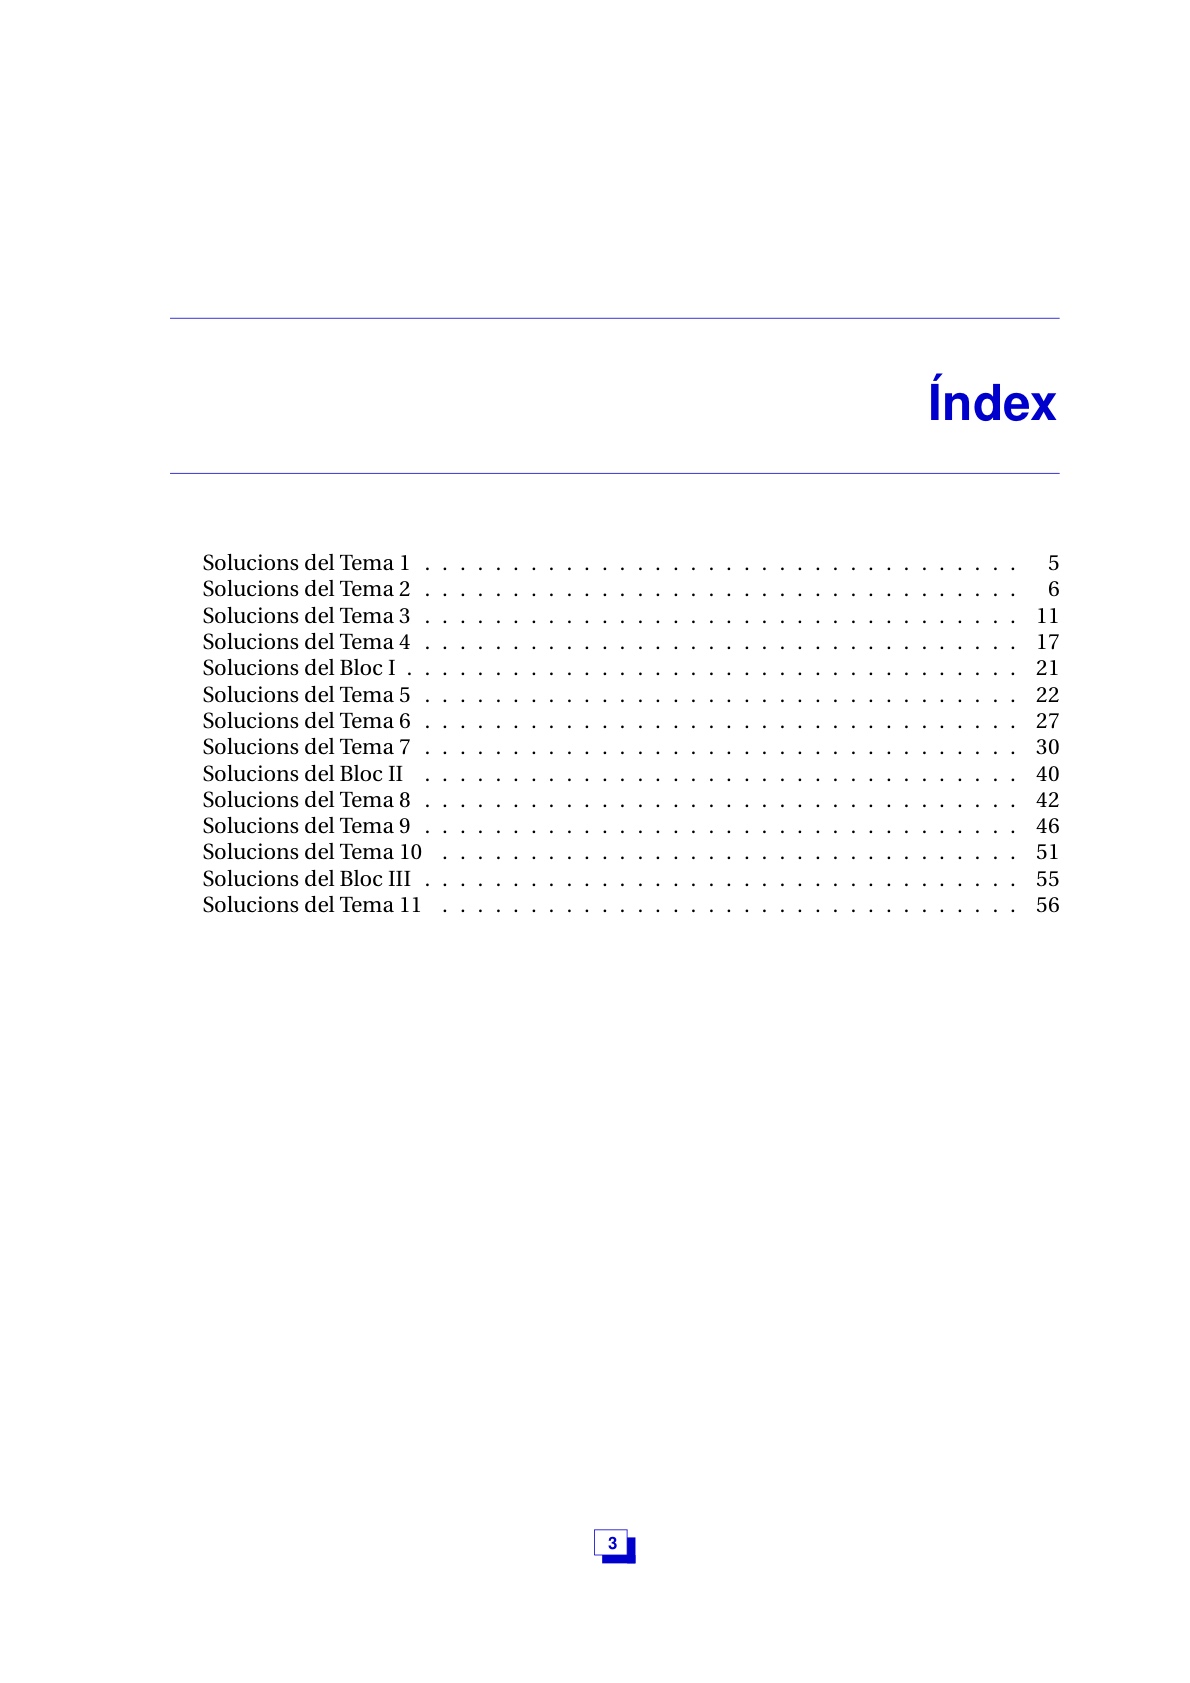 Índex
Solucions del Tema 1 . . . . . . . . . . . . . . . . . . . . . . . . . . . . . . . . . . 5
Solucions del Tema 2 . . . . . . . . . . . . . . . . . . . . . . . . . . . . . . . . . . 6
Solucions del Tema 3 . . . . . . . . . . . . . . . . . . . . . . . . . . . . . . . . . . 11
Solucions del Tema 4 . . . . . . . . . . . . . . . . . . . . . . . . . . . . . . . . . . 17
Solucions del Bloc I . . . . . . . . . . . . . . . . . . . . . . . . . . . . . . . . . . . 21
Solucions del Tema 5 . . . . . . . . . . . . . . . . . . . . . . . . . . . . . . . . . . 22
Solucions del Tema 6 . . . . . . . . . . . . . . . . . . . . . . . . . . . . . . . . . . 27
Solucions del Tema 7 . . . . . . . . . . . . . . . . . . . . . . . . . . . . . . . . . . 30
Solucions del Bloc II . . . . . . . . . . . . . . . . . . . . . . . . . . . . . . . . . . 40
Solucions del Tema 8 . . . . . . . . . . . . . . . . . . . . . . . . . . . . . . . . . . 42
Solucions del Tema 9 . . . . . . . . . . . . . . . . . . . . . . . . . . . . . . . . . . 46
Solucions del Tema 10 . . . . . . . . . . . . . . . . . . . . . . . . . . . . . . . . . 51
Solucions del Bloc III . . . . . . . . . . . . . . . . . . . . . . . . . . . . . . . . . . 55
Solucions del Tema 11 . . . . . . . . . . . . . . . . . . . . . . . . . . . . . . . . . 56
3